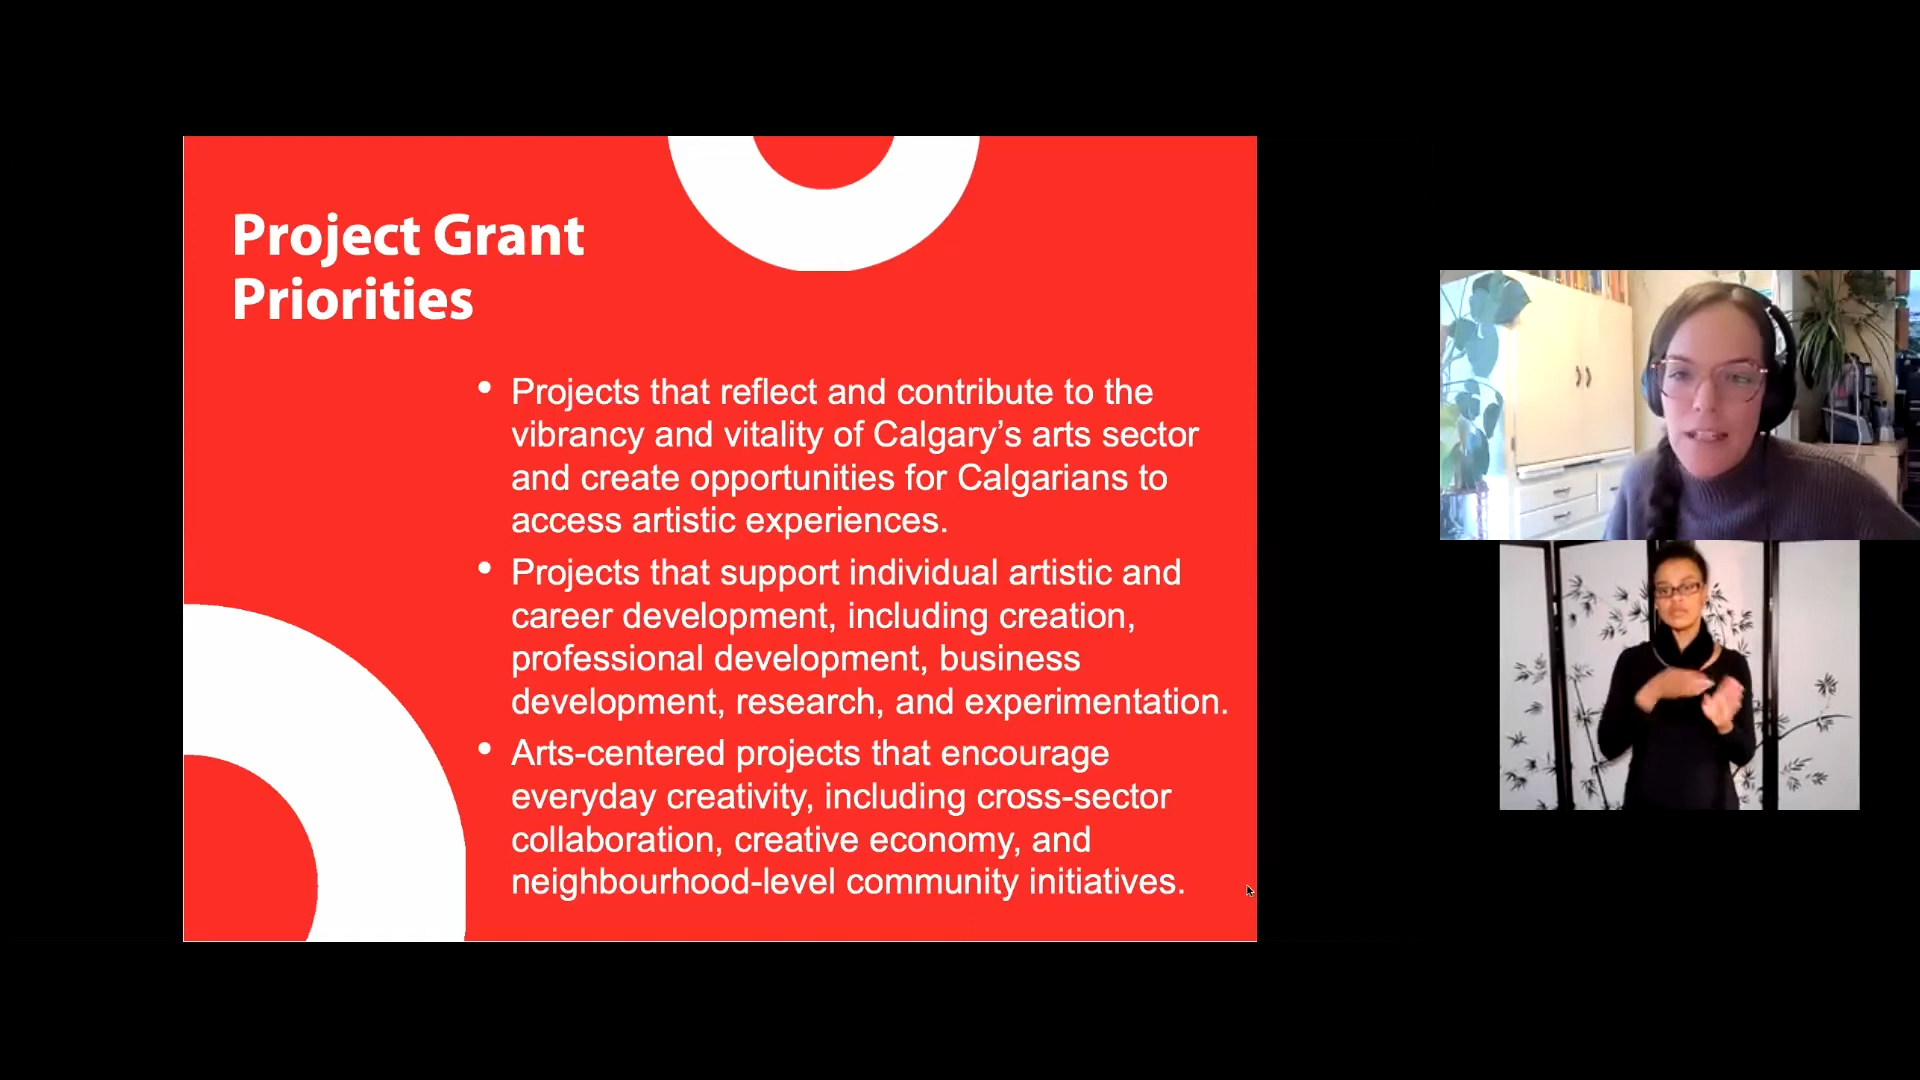 Project Grant
Priorities
• Projects that reflect and contribute to the
vibrancy and vitality of Calgary’s arts sector
and create opportunities for Calgarians to
access artistic experiences.
• Projects that support individual artistic and
career development, including creation,
professional development, business
development, research, and experimentation.
• Arts-centered projects that encourage
everyday creativity, including cross-sector
collaboration, creative economy, and
neighbourhood-level community initiatives.